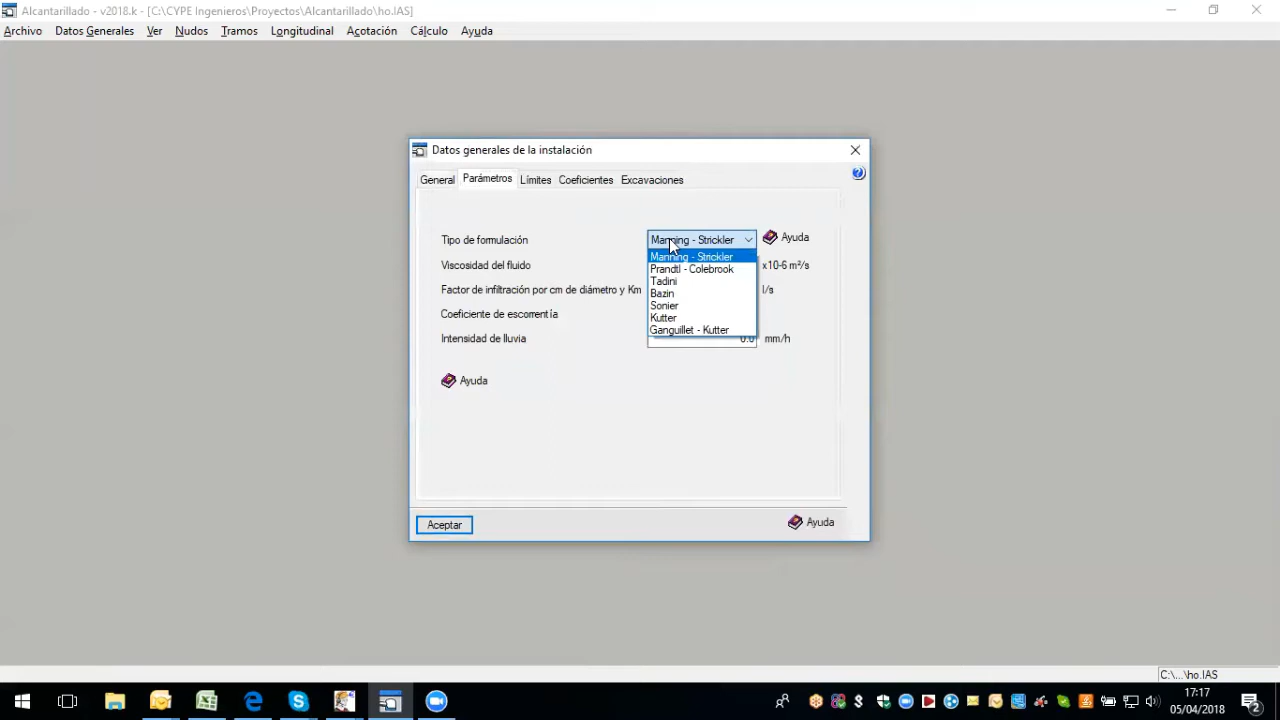 Alcantarillado - v2018.k - [C:\CYPE Ingenieros\Proyectos\Alcantarillado\ho.IAS]
Archivo Datos Generales Ver Nudos Tramos Longitudinal Acotación Cálculo Ayuda
Datos generales de la instalación
General Parámetros Límites Coeficientes Excavaciones
Tipo de formulación Manning - Strickler Ayuda
Manning - Strickler
Viscosidad del fluido x10-6 m²/s
Prandtl - Colebrook
Tadini
Factor de infiltración por cm de diámetro y Km l/s
Bazin
Sonier
Coeficiente de escorrentía
Kutter
Ganguillet - Kutter
Intensidad de lluvia 0.0 mm/h
Ayuda
Aceptar Ayuda
C:\...\ho.IAS
17:17
05/04/2018
2